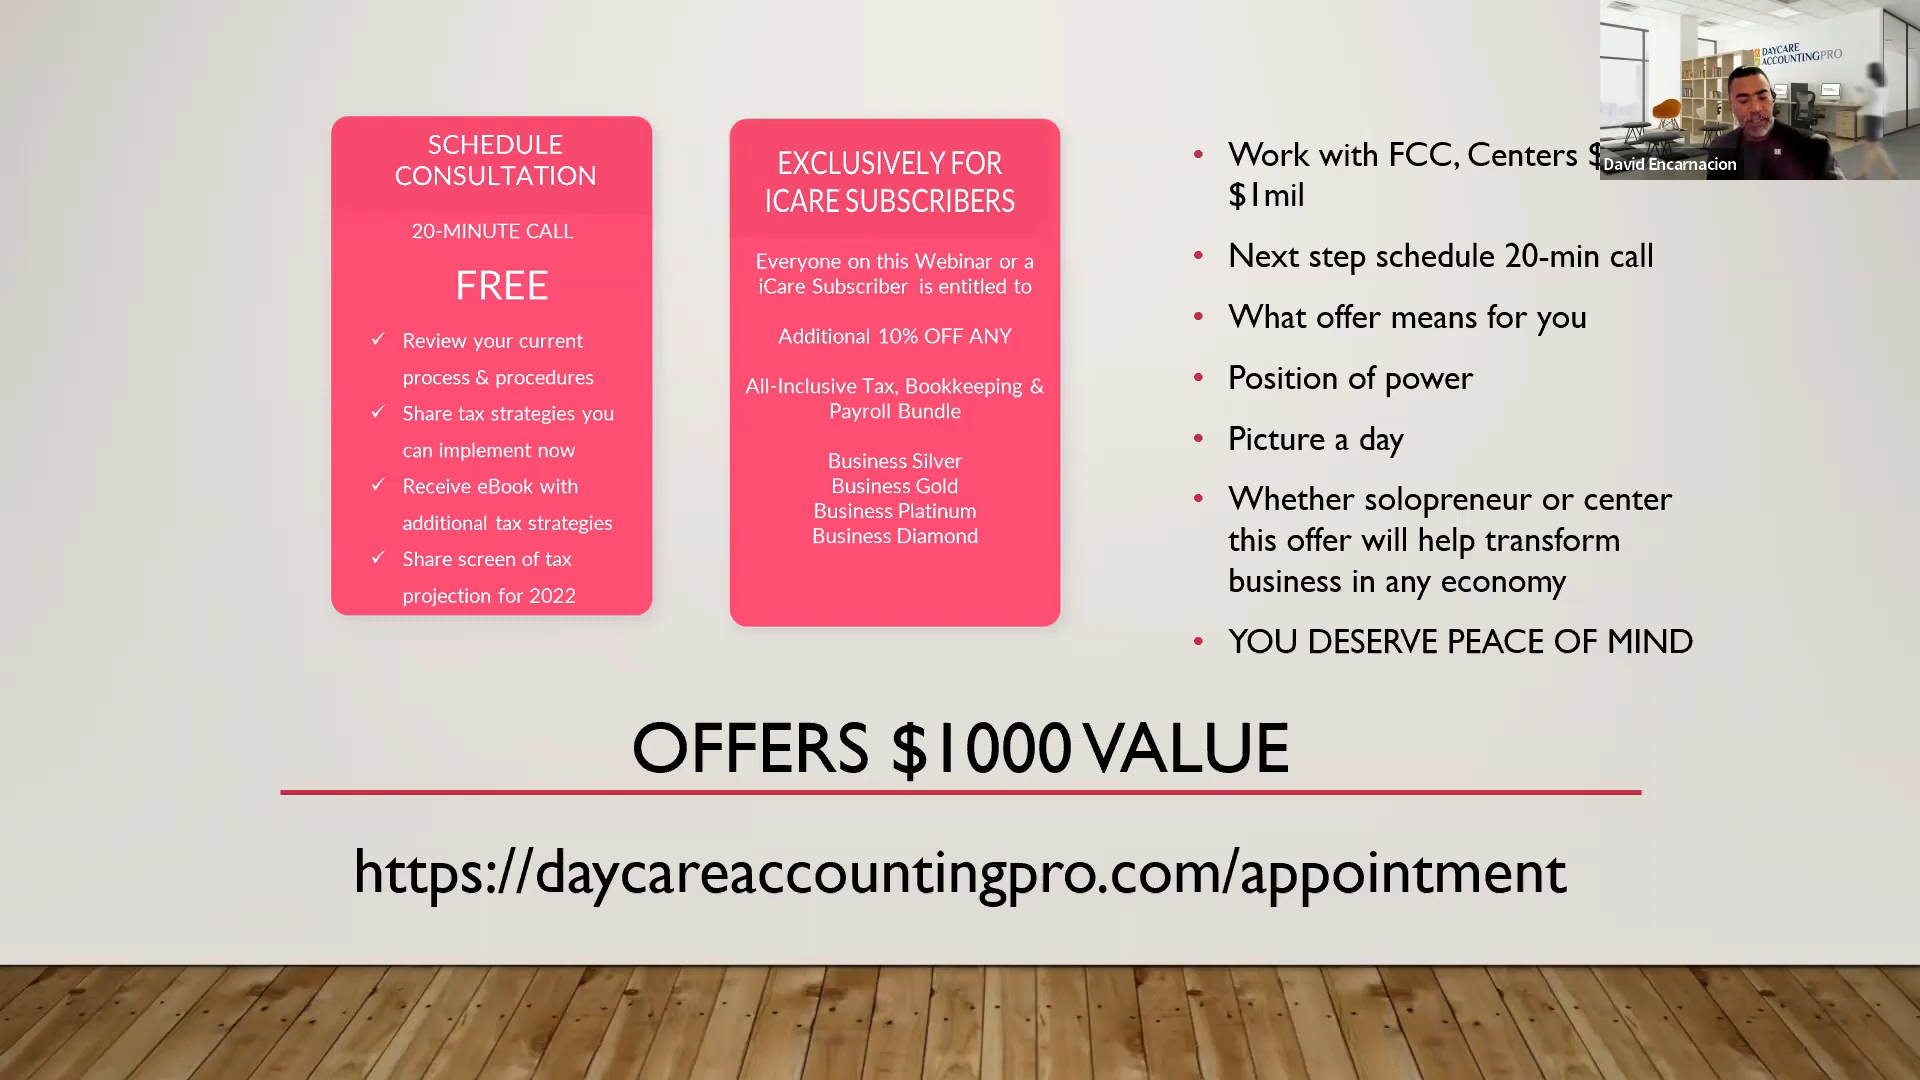 SCHEDULE
CONSULTATION
20-MINUTE CALL
FREE
✓ Review your current
process & procedures
✓ Share tax strategies you
can implement now
✓ Receive eBook with
additional tax strategies
✓ Share screen of tax
projection for 2022
EXCLUSIVELY FOR
ICARE SUBSCRIBERS
Everyone on this Webinar or a
iCare Subscriber is entitled to
Additional 10% OFF ANY
All-Inclusive Tax, Bookkeeping &
Payroll Bundle
Business Silver
Business Gold
Business Platinum
Business Diamond
• Work with FCC, Centers $
$1mil
• Next step schedule 20-min call
• What offer means for you
• Position of power
• Picture a day
• Whether solopreneur or center
this offer will help transform
business in any economy
• YOU DESERVE PEACE OF MIND
DAYCARE
ACCOUNTINGPRO
David Encarnacion
OFFERS $1000 VALUE
https://daycareaccountingpro.com/appointment